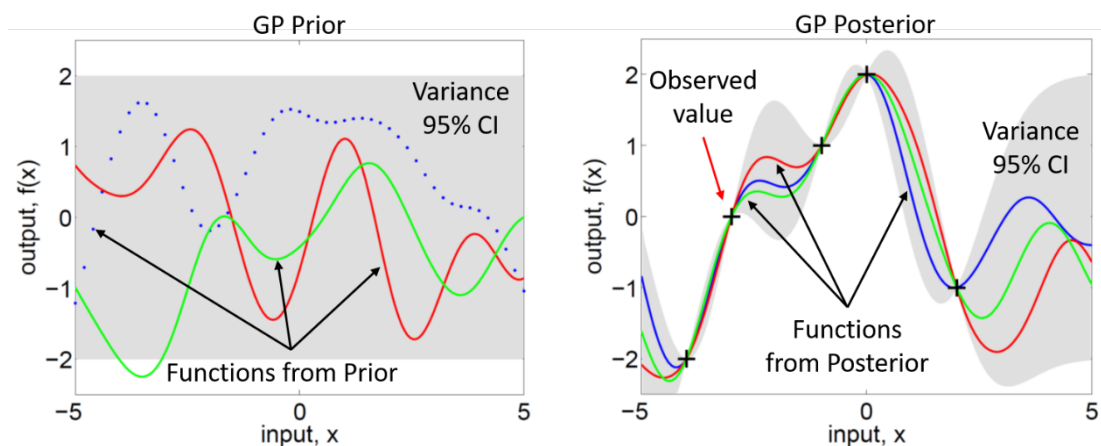 GP Prior
2
1
0
−1
−2
output, f(x)
Variance
95% CI
Functions from Prior
−5
0
5
input, x
GP Posterior
2
1
0
−1
−2
output, f(x)
Observed
value
Variance
95% CI
Functions
from Posterior
−5
0
5
input, x